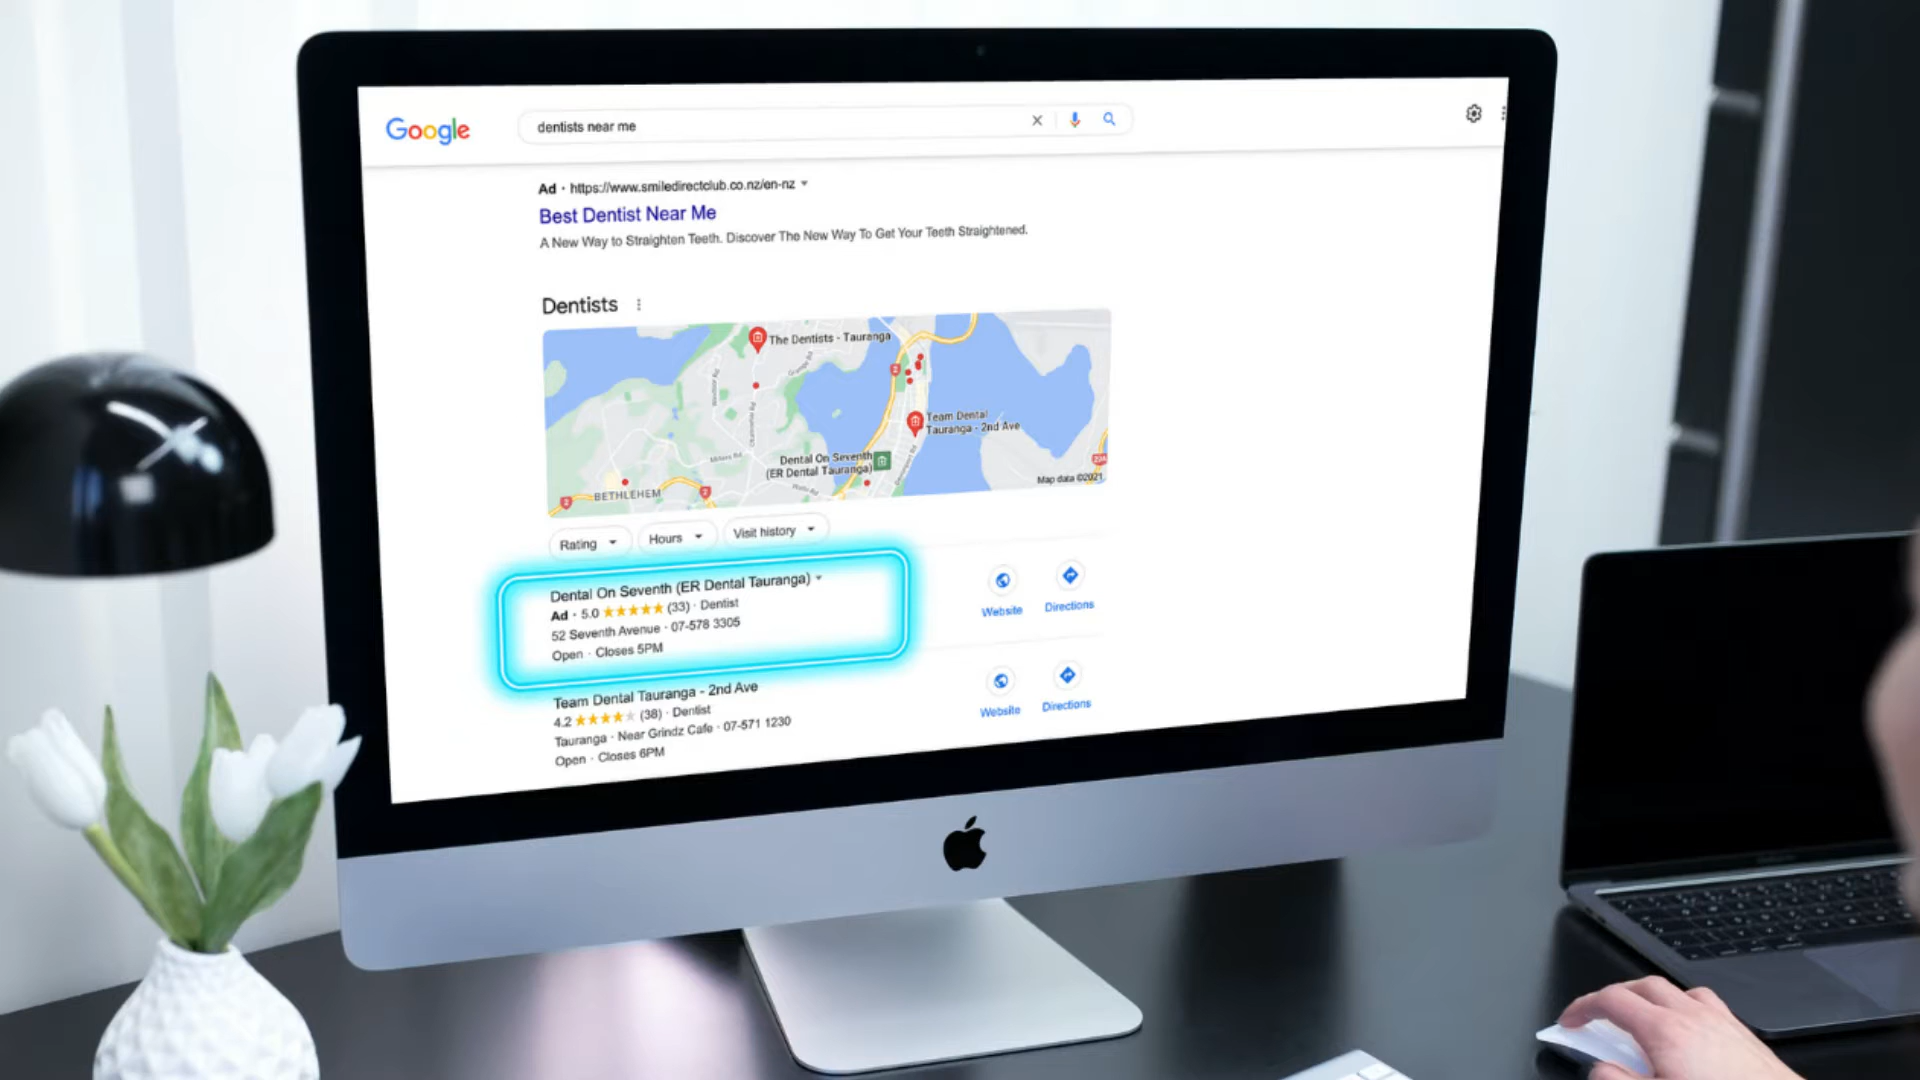 Google
dentists near me
Ad · https://www.smiledirectclub.co.nz/en-nz
Best Dentist Near Me
A New Way to Straighten Teeth. Discover The New Way To Get Your Teeth Straightened.
Dentists
The Dentists - Tauranga
2
Team Dental
Tauranga - 2nd Ave
Dental On Seventh
(ER Dental Tauranga)
Map data ©2021
2
BETHLEHEM
2
Rating
Hours
Visit history
Dental On Seventh (ER Dental Tauranga)
Ad · 5.0 ★★★★★ (33) · Dentist
52 Seventh Avenue · 07-578 3305
Open · Closes 5PM
Website
Directions
Team Dental Tauranga - 2nd Ave
4.2 ★★★★★ (38) · Dentist
Tauranga · Near Grindz Cafe · 07-571 1230
Open · Closes 6PM
Website
Directions